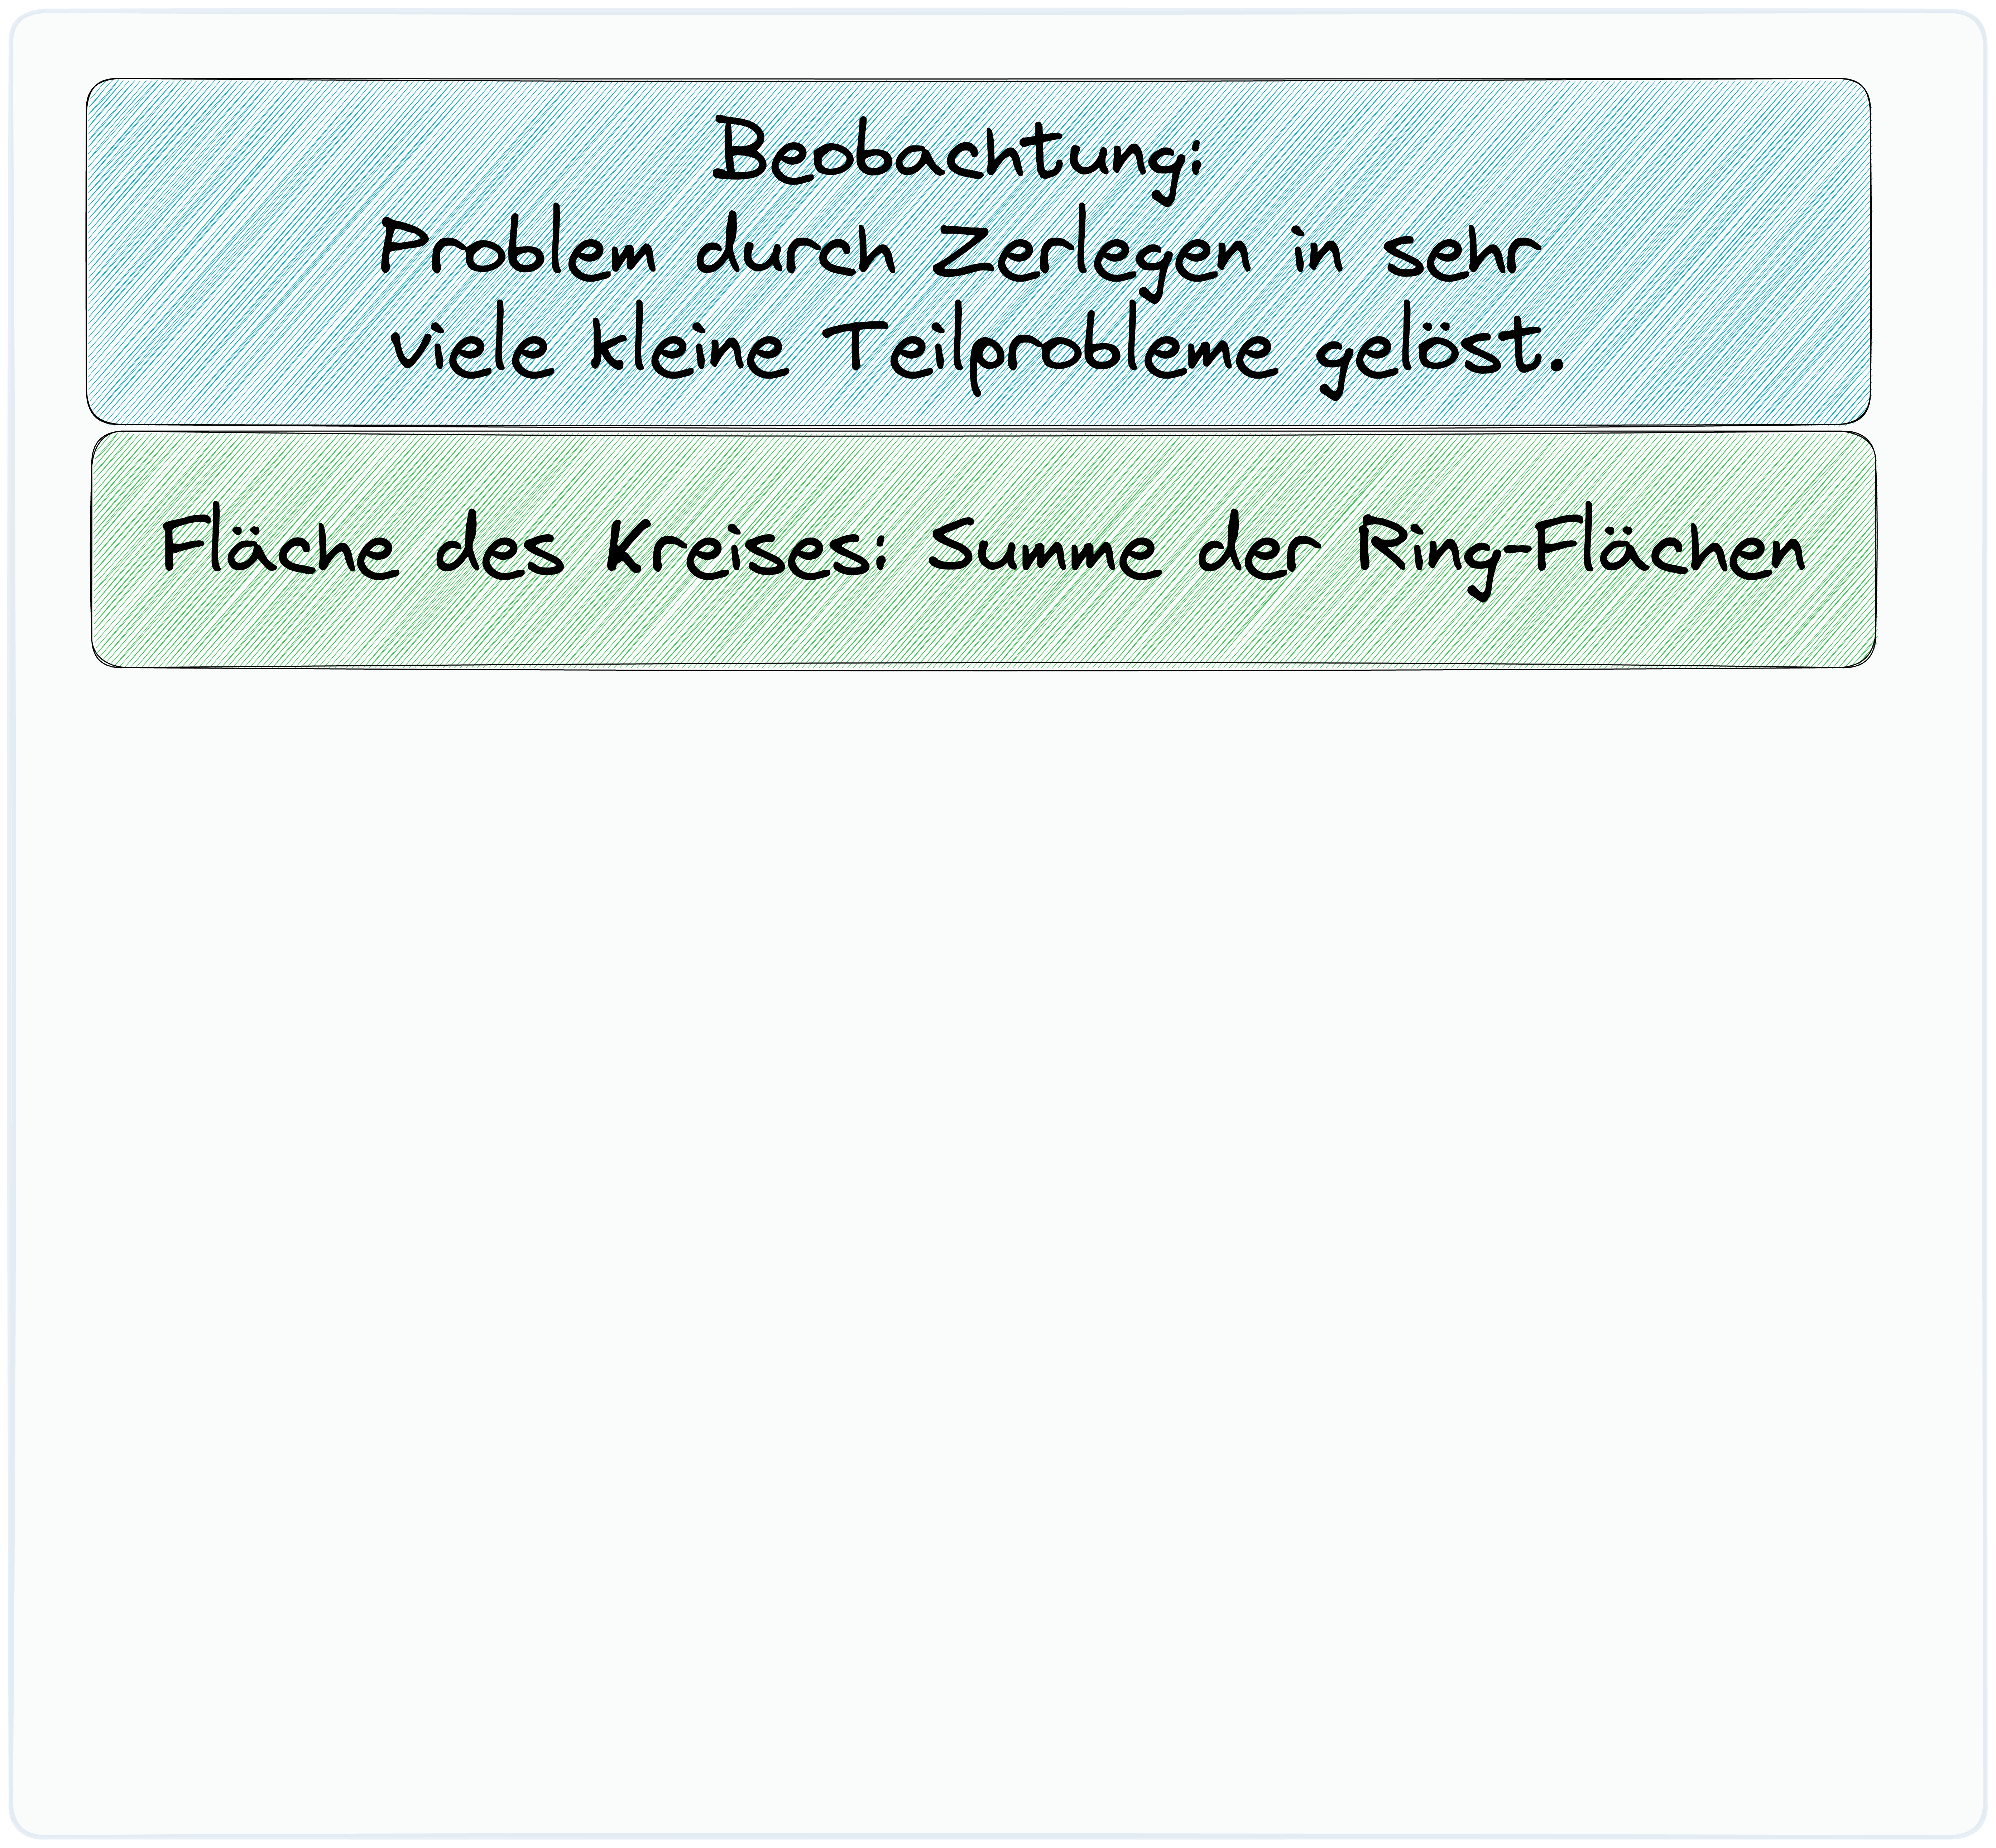 Beobachtung:
Problem durch Zerlegen in sehr
viele kleine Teilprobleme gelöst.
Fläche des Kreises: Summe der Ring-Flächen